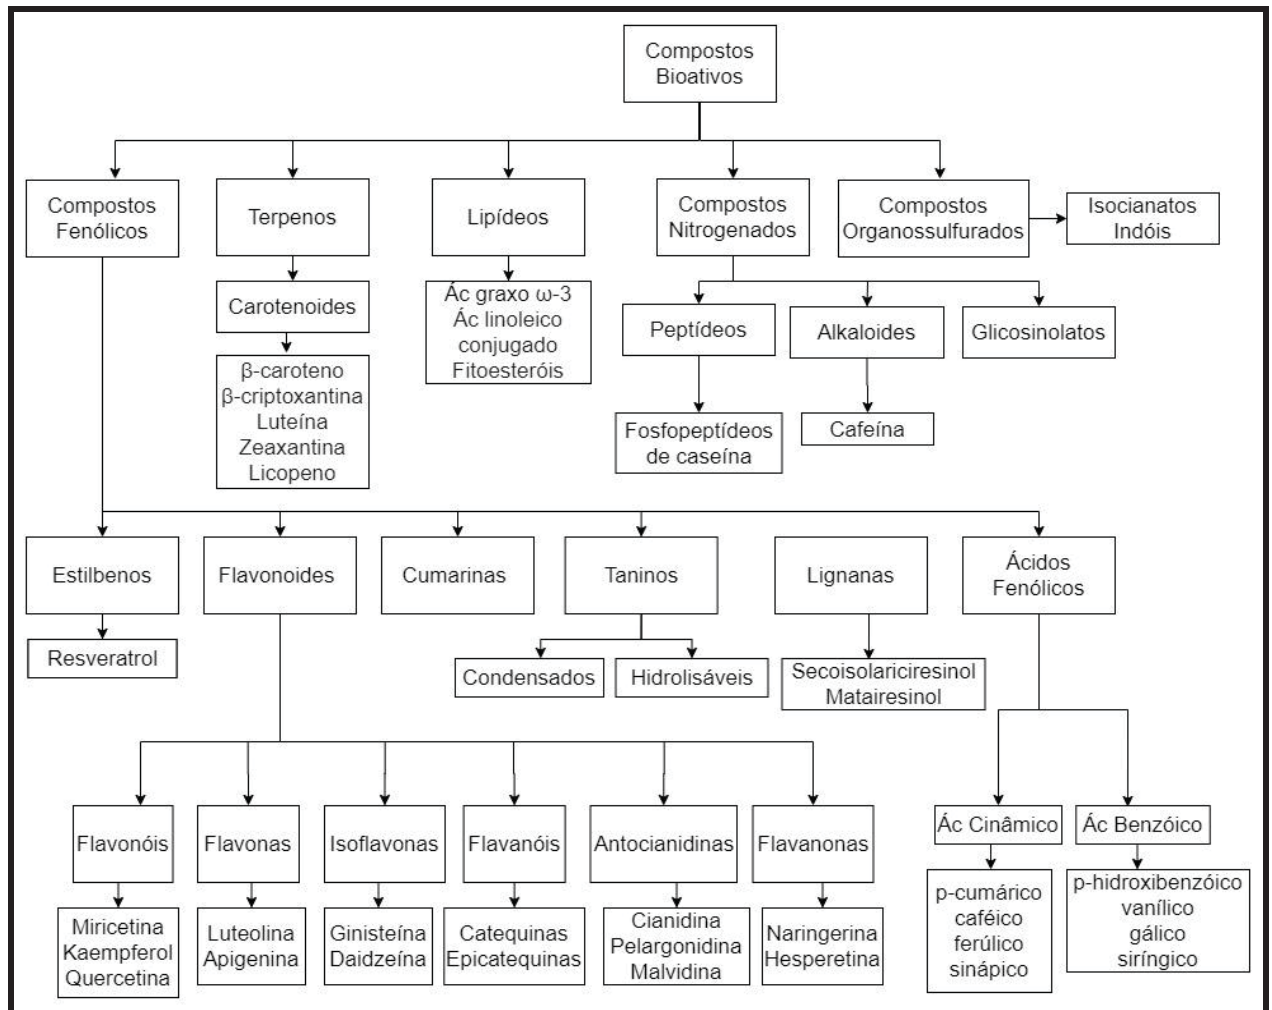 Compostos
Bioativos
Compostos
Fenólicos
Terpenos
Lipídeos
Compostos
Nitrogenados
Compostos
Organossulfurados
Isocianatos
Indóis
Carotenoides
Ác graxo ω-3
Ác linoleico
conjugado
Fitoesteróis
Peptídeos
Alkaloides
Glicosinolatos
β-caroteno
β-criptoxantina
Luteína
Zeaxantina
Licopeno
Fosfopeptídeos
de caseína
Cafeína
Estilbenos
Flavonoides
Cumarinas
Taninos
Lignanas
Ácidos
Fenólicos
Resveratrol
Condensados
Hidrolisáveis
Secoisolariciresinol
Matairesinol
Flavonóis
Flavonas
Isoflavonas
Flavanóis
Antocianidinas
Flavanonas
Ác Cinâmico
Ác Benzóico
Miricetina
Kaempferol
Quercetina
Luteolina
Apigenina
Ginisteína
Daidzeína
Catequinas
Epicatequinas
Cianidina
Pelargonidina
Malvidina
Naringerina
Hesperetina
p-cumárico
caféico
ferúlico
sinápico
p-hidroxibenzóico
vanílico
gálico
siríngico